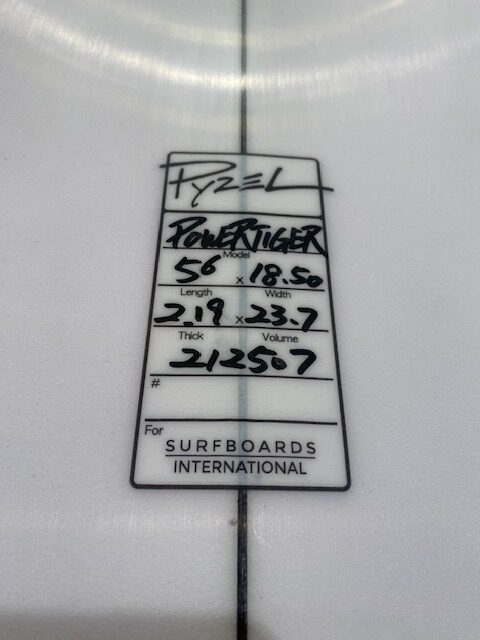 PYZEL
POWERTIGER
Model
5⁶ x 18.50
Length Width
2.19 x 23.7
Thick Volume
212507
#
For
SURFBOARDS
INTERNATIONAL